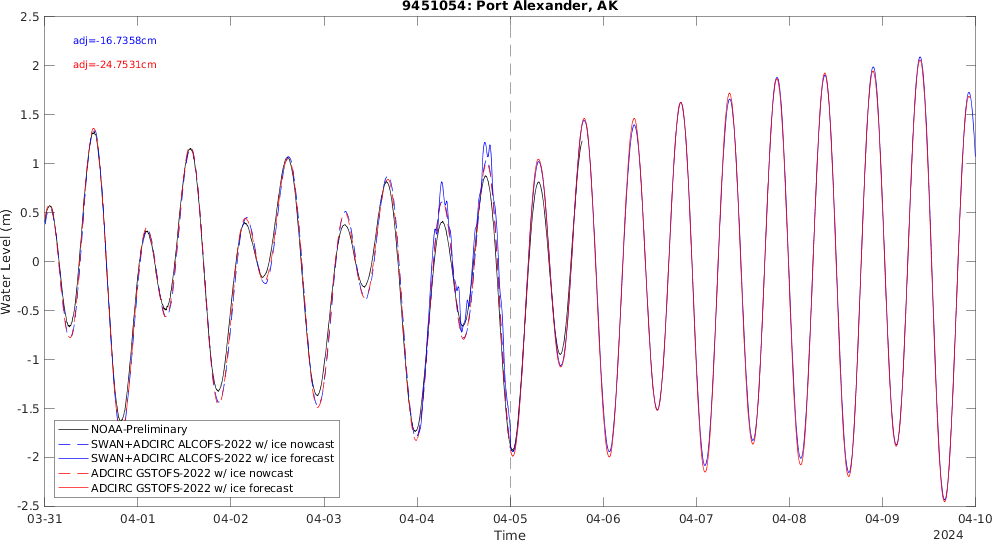 9451054: Port Alexander, AK
adj=-16.7358cm
adj=-24.7531cm
Water Level (m)
2.5
2
1.5
1
0.5
0
-0.5
-1
-1.5
-2
-2.5
NOAA-Preliminary
SWAN+ADCIRC ALCOFS-2022 w/ ice nowcast
SWAN+ADCIRC ALCOFS-2022 w/ ice forecast
ADCIRC GSTOFS-2022 w/ ice nowcast
ADCIRC GSTOFS-2022 w/ ice forecast
03-31 04-01 04-02 04-03 04-04 04-05 04-06 04-07 04-08 04-09 04-10
Time
2024